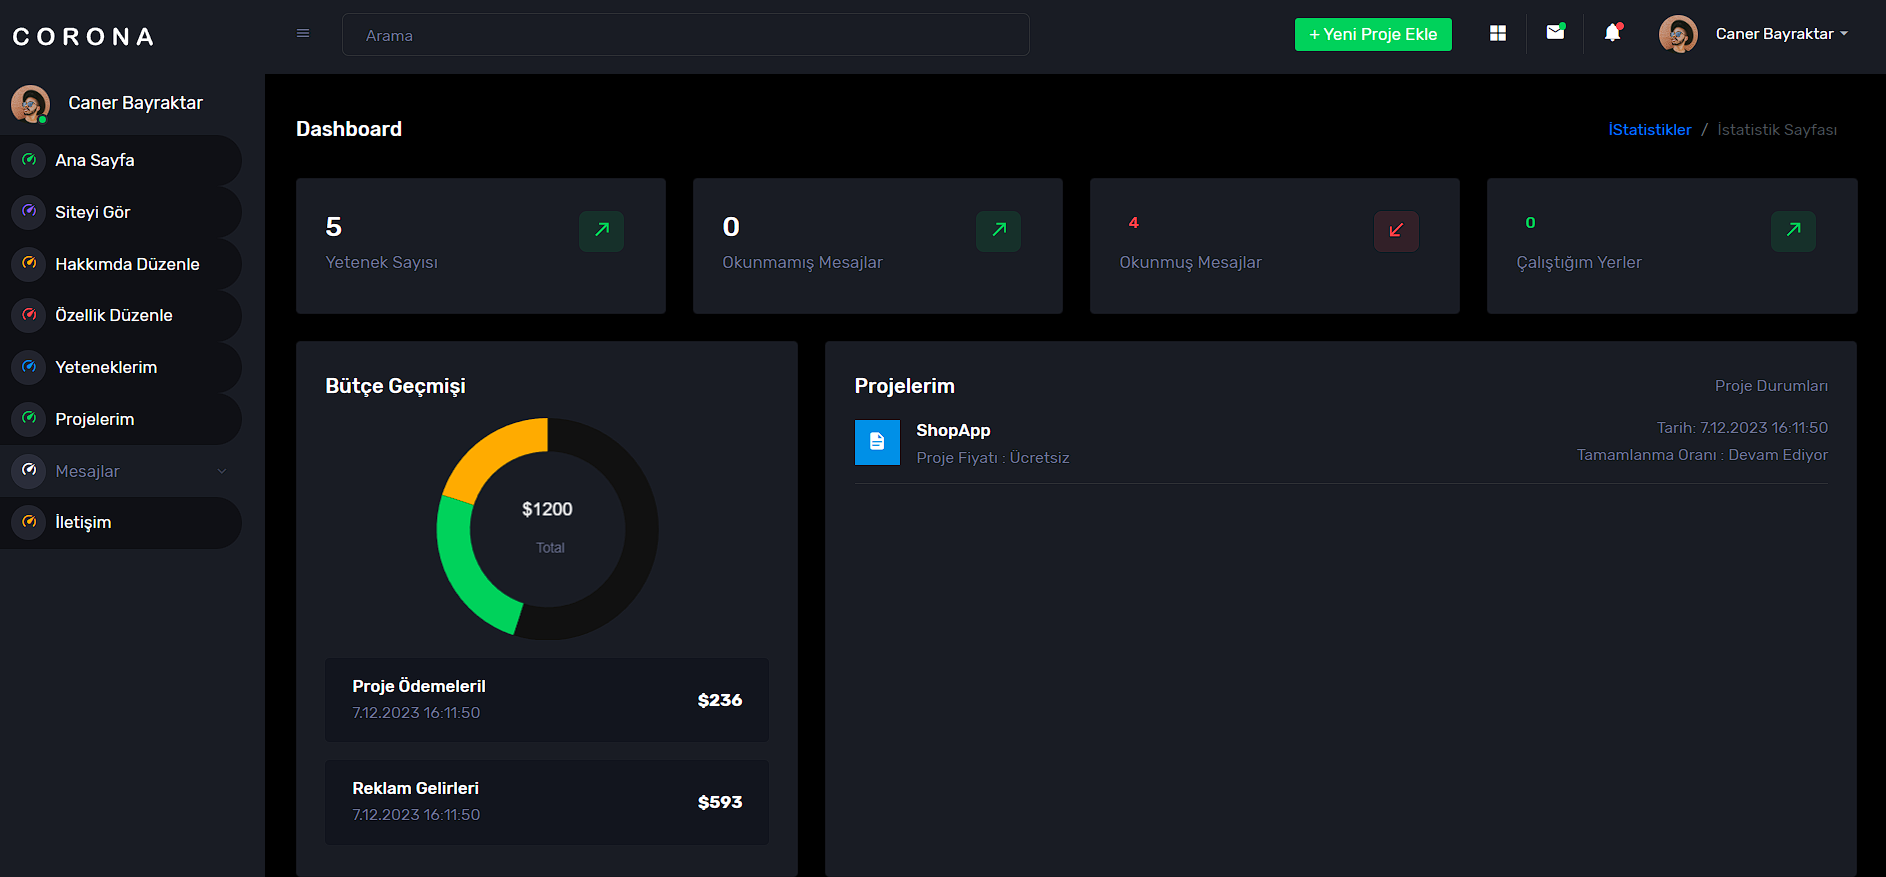 CORONA
Arama
+ Yeni Proje Ekle
Caner Bayraktar
Caner Bayraktar
Ana Sayfa
Siteyi Gör
Hakkımda Düzenle
Özellik Düzenle
Yeteneklerim
Projelerim
Mesajlar
İletişim
Dashboard
İStatistikler / İstatistik Sayfası
5
Yetenek Sayısı
0
Okunmamış Mesajlar
4
Okunmuş Mesajlar
0
Çalıştığım Yerler
Bütçe Geçmişi
$1200
Total
Proje Ödemeleril
7.12.2023 16:11:50
$236
Reklam Gelirleri
7.12.2023 16:11:50
$593
Projelerim
Proje Durumları
ShopApp
Proje Fiyatı : Ücretsiz
Tarih: 7.12.2023 16:11:50
Tamamlanma Oranı : Devam Ediyor